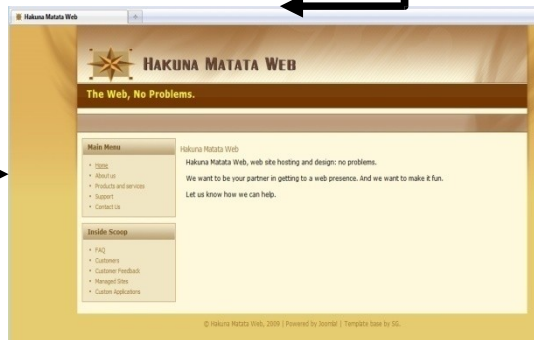 Hakuna Matata Web
HAKUNA MATATA WEB
The Web, No Problems.
Main Menu
Home
About us
Products and services
Support
Contact Us
Inside Scoop
FAQ
Customers
Customer Feedback
Managed Sites
Custom Applications
Hakuna Matata Web
Hakuna Matata Web, web site hosting and design: no problems.
We want to be your partner in getting to a web presence. And we want to make it fun.
Let us know how we can help.
© Hakuna Matata Web, 2009 | Powered by Joomla! | Template base by SG.